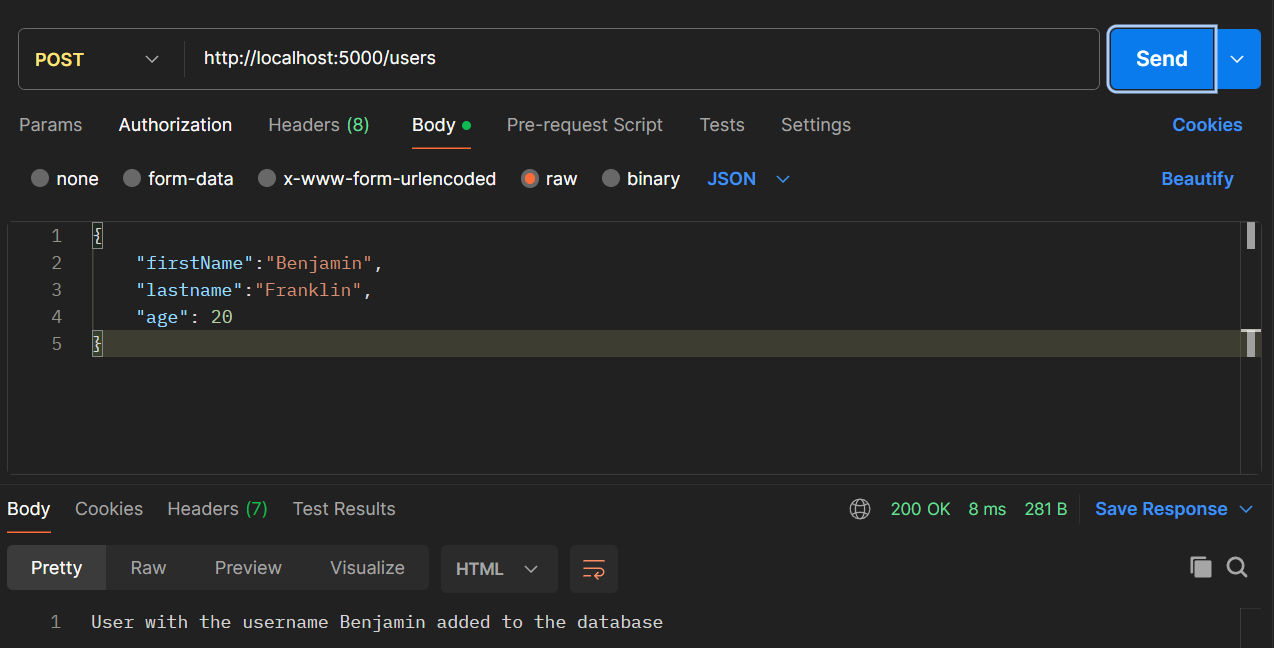 POST http://localhost:5000/users Send
Params Authorization Headers (8) Body Pre-request Script Tests Settings Cookies
none form-data x-www-form-urlencoded raw binary JSON Beautify
1 {
2 "firstName":"Benjamin",
3 "lastname":"Franklin",
4 "age": 20
5 }
Body Cookies Headers (7) Test Results 200 OK 8 ms 281 B Save Response
Pretty Raw Preview Visualize HTML
1 User with the username Benjamin added to the database